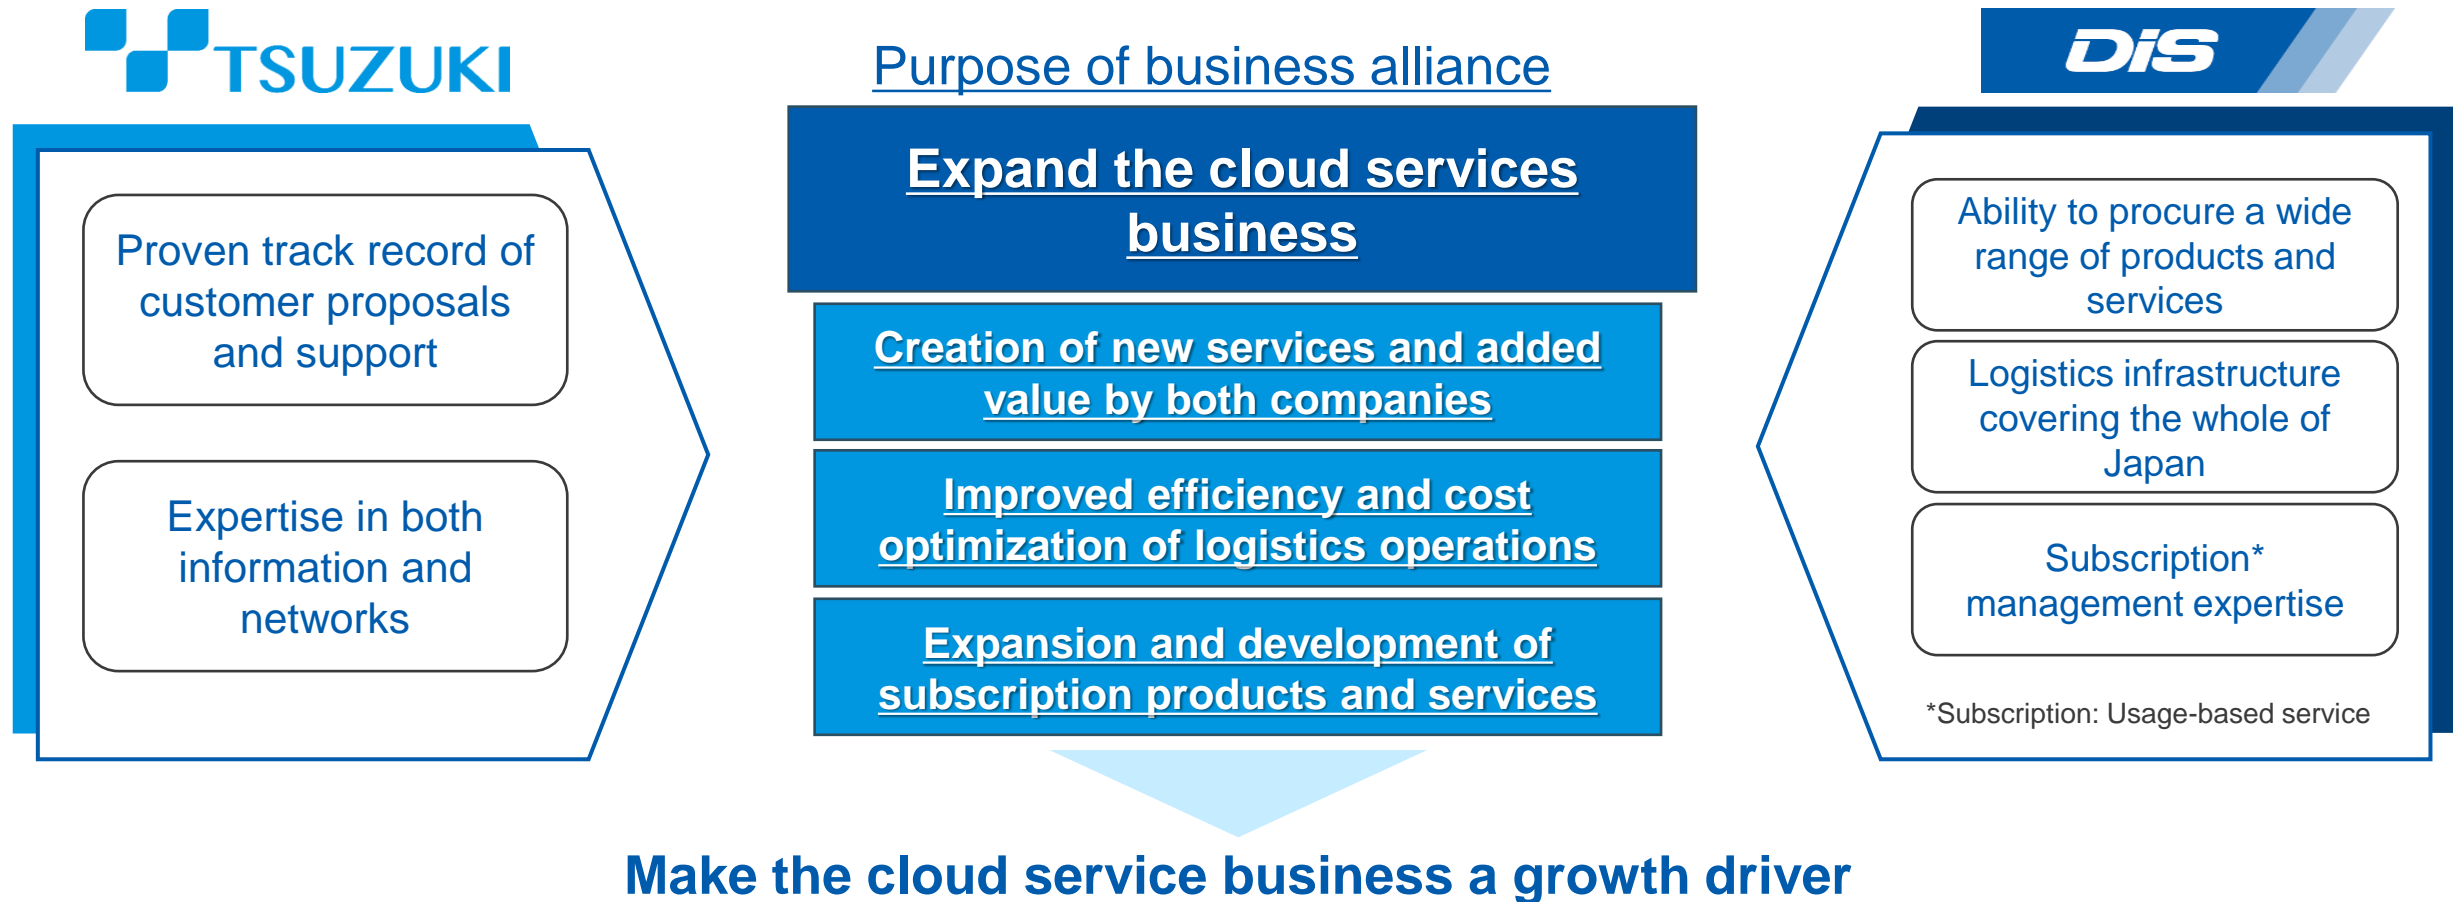 TSUZUKI
Proven track record of
customer proposals
and support
Expertise in both
information and
networks
Purpose of business alliance
Expand the cloud services
business
Creation of new services and added
value by both companies
Improved efficiency and cost
optimization of logistics operations
Expansion and development of
subscription products and services
DiS
Ability to procure a wide
range of products and
services
Logistics infrastructure
covering the whole of
Japan
Subscription*
management expertise
*Subscription: Usage-based service
Make the cloud service business a growth driver